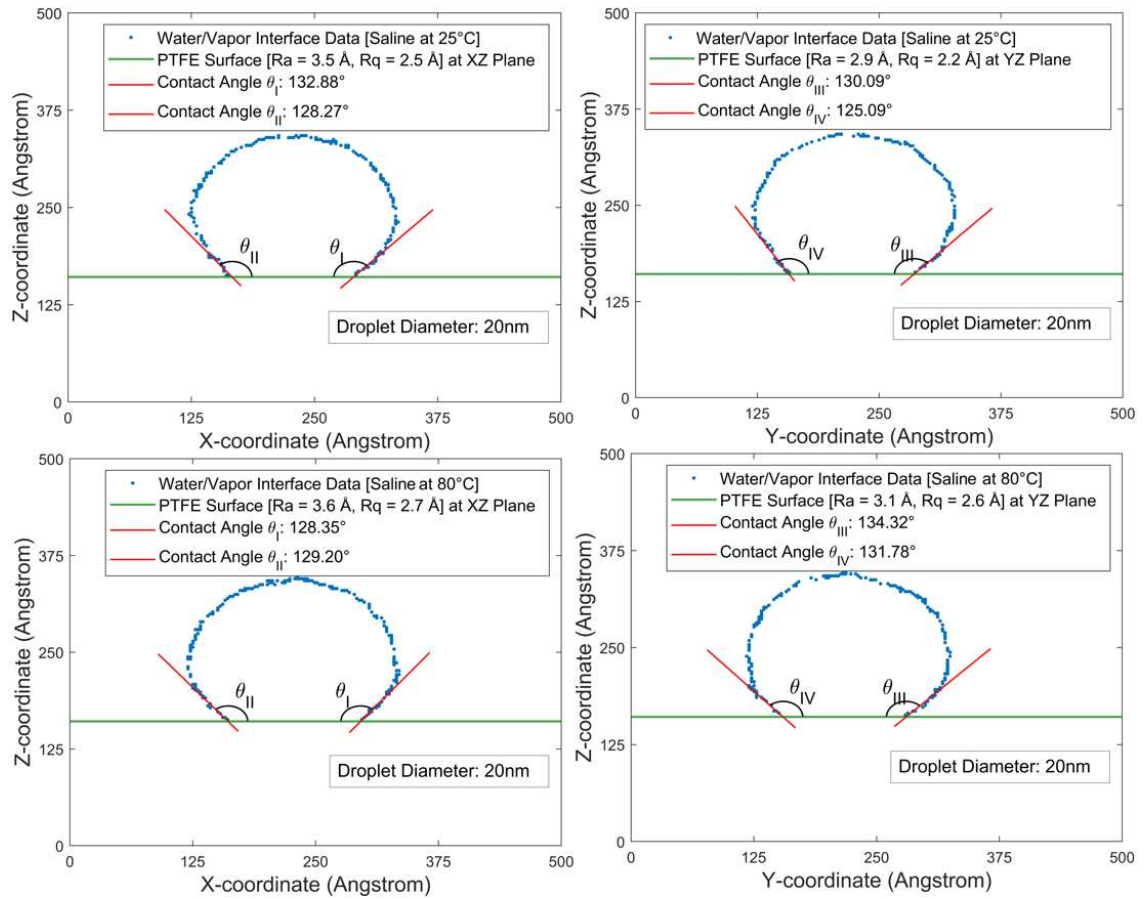 500
375
250
125
0
Z-coordinate (Angstrom)
Water/Vapor Interface Data [Saline at 25°C]
PTFE Surface [Ra = 3.5 Å, Rq = 2.5 Å] at XZ Plane
Contact Angle θI: 132.88°
Contact Angle θII: 128.27°
θII
θI
Droplet Diameter: 20nm
0 125 250 375 500
X-coordinate (Angstrom)
500
375
250
125
0
Z-coordinate (Angstrom)
Water/Vapor Interface Data [Saline at 25°C]
PTFE Surface [Ra = 2.9 Å, Rq = 2.2 Å] at YZ Plane
Contact Angle θIII: 130.09°
Contact Angle θIV: 125.09°
θIV
θIII
Droplet Diameter: 20nm
0 125 250 375 500
Y-coordinate (Angstrom)
500
375
250
125
0
Z-coordinate (Angstrom)
Water/Vapor Interface Data [Saline at 80°C]
PTFE Surface [Ra = 3.6 Å, Rq = 2.7 Å] at XZ Plane
Contact Angle θI: 128.35°
Contact Angle θII: 129.20°
θII
θI
Droplet Diameter: 20nm
0 125 250 375 500
X-coordinate (Angstrom)
500
375
250
125
0
Z-coordinate (Angstrom)
Water/Vapor Interface Data [Saline at 80°C]
PTFE Surface [Ra = 3.1 Å, Rq = 2.6 Å] at YZ Plane
Contact Angle θIII: 134.32°
Contact Angle θIV: 131.78°
θIV
θIII
Droplet Diameter: 20nm
0 125 250 375 500
Y-coordinate (Angstrom)